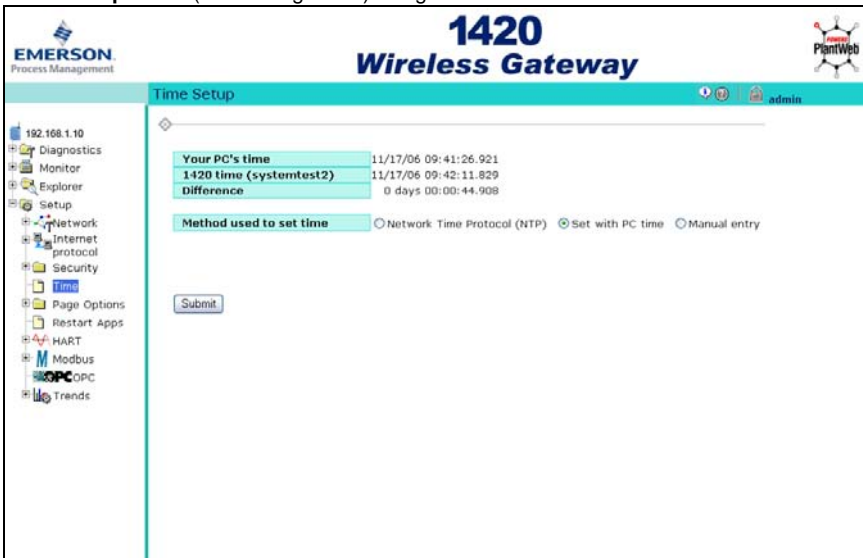 EMERSON.
Process Management
1420
Wireless Gateway
PlantWeb
Time Setup
admin
192.168.1.10
Diagnostics
Monitor
Explorer
Setup
Network
Internet
protocol
Security
Time
Page Options
Restart Apps
HART
Modbus
OPC OPC
Trends
Your PC's time 11/17/06 09:41:26.921
1420 time (systemtest2) 11/17/06 09:42:11.829
Difference 0 days 00:00:44.908
Method used to set time Network Time Protocol (NTP) Set with PC time Manual entry
Submit